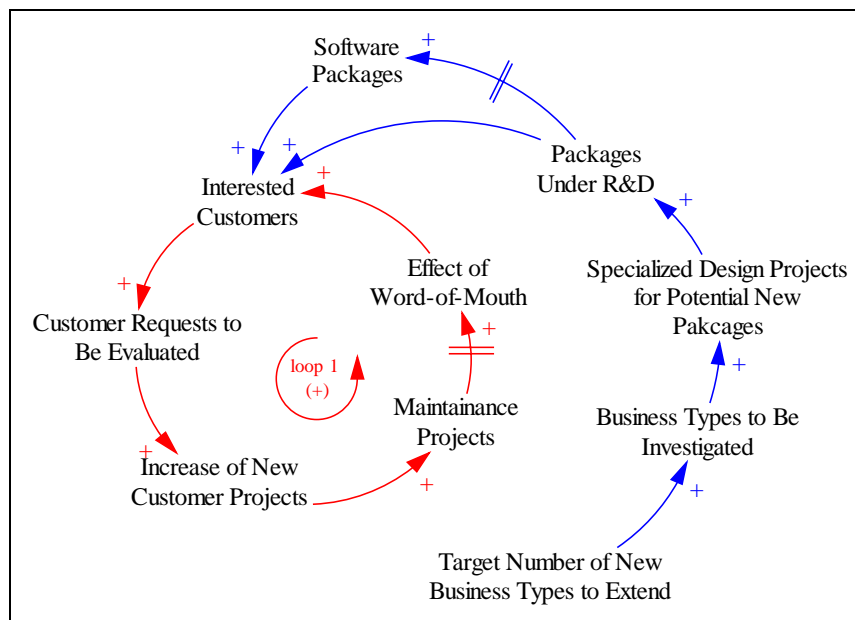 Software
Packages
+
+
+
+
Packages
Under R&D
Interested
Customers
+
+
Effect of
Word-of-Mouth
Specialized Design Projects
for Potential New
Pakcages
+
Customer Requests to
Be Evaluated
+
loop 1
(+)
+
Maintainance
Projects
Business Types to Be
Investigated
+
Increase of New
Customer Projects
+
+
Target Number of New
Business Types to Extend